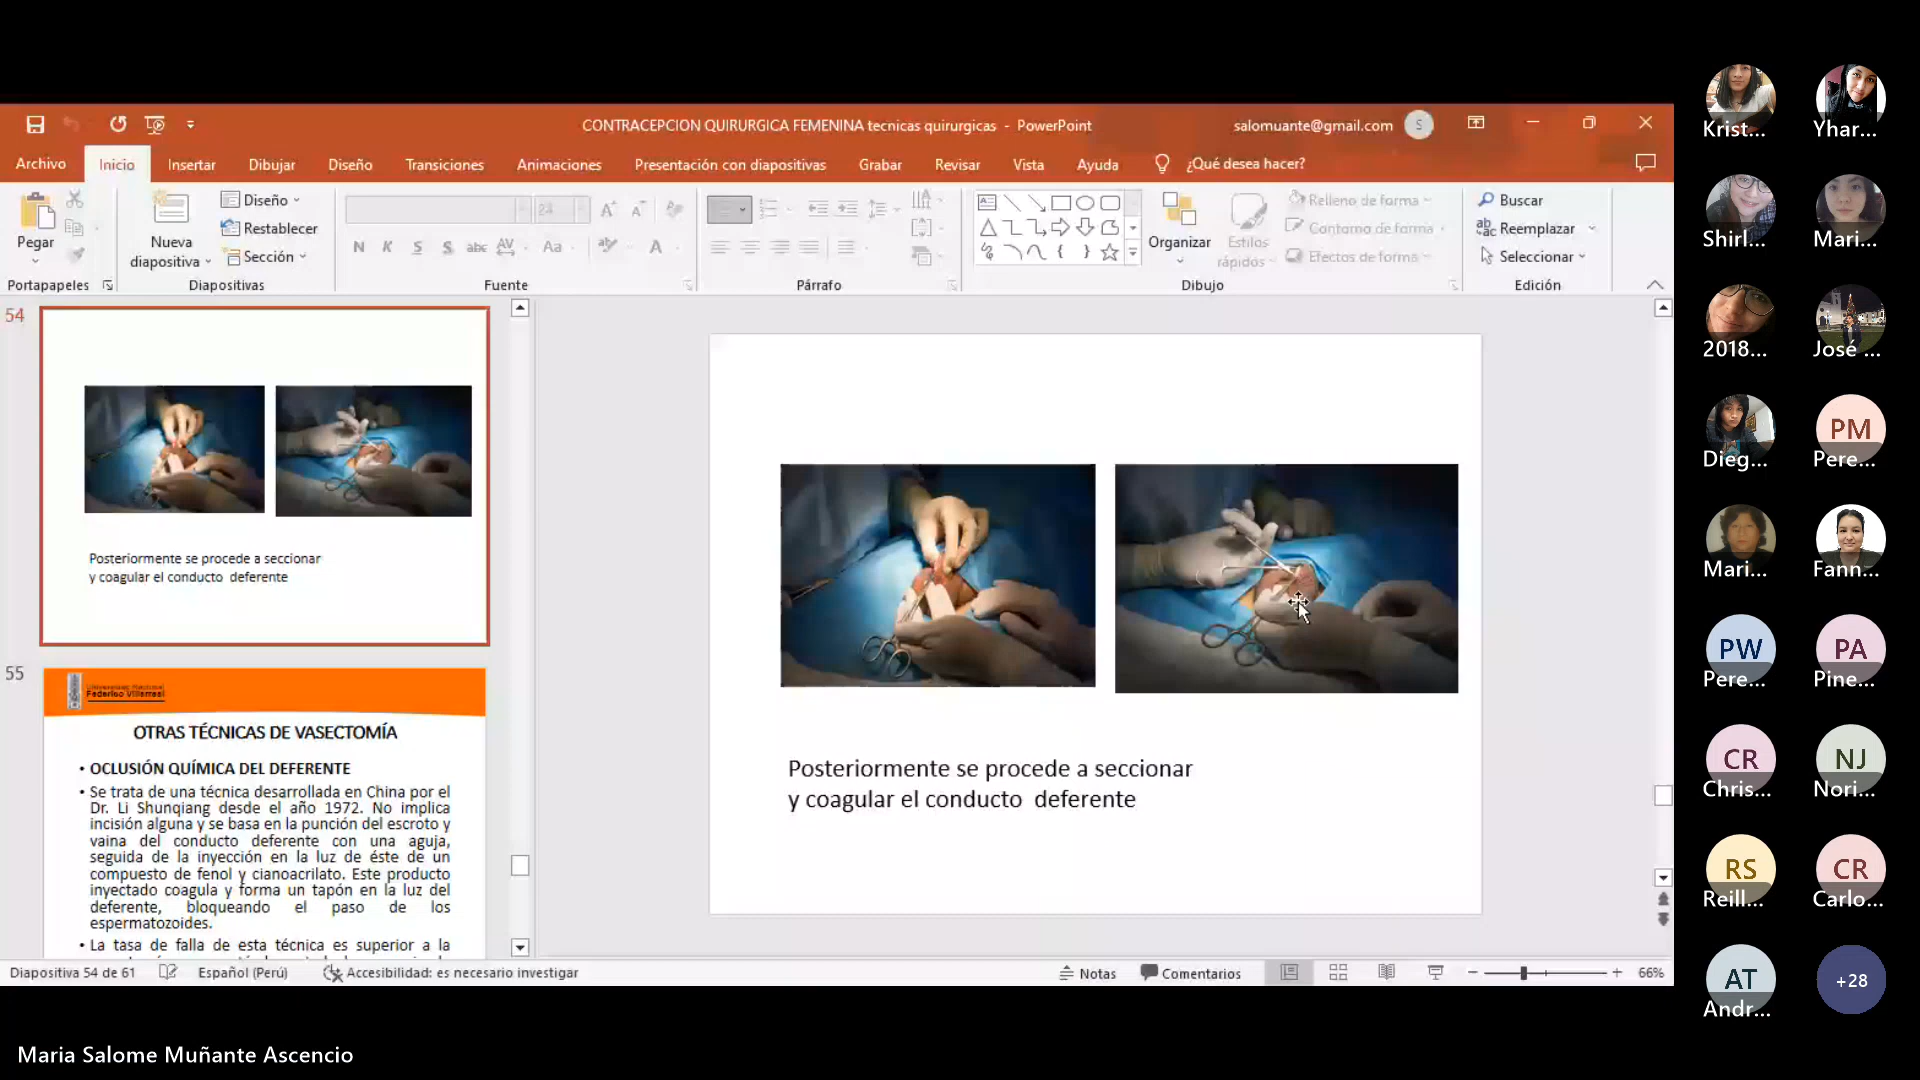 CONTRACEPCION QUIRURGICA FEMENINA tecnicas quirurgicas - PowerPoint
salomuante@gmail.com
S
Archivo
Inicio
Insertar
Dibujar
Diseño
Transiciones
Animaciones
Presentación con diapositivas
Grabar
Revisar
Vista
Ayuda
¿Qué desea hacer?
Pegar
Nueva
diapositiva
Diseño
Restablecer
Sección
24
N K S S abc AV Aa A
Organizar
Estilos
rápidos
Relleno de forma
Contorno de forma
Efectos de forma
Buscar
Reemplazar
Seleccionar
Portapapeles
Diapositivas
Fuente
Párrafo
Dibujo
Edición
54
Posteriormente se procede a seccionar
y coagular el conducto deferente
55
Universidad Nacional
Federico Villarreal
OTRAS TÉCNICAS DE VASECTOMÍA
• OCLUSIÓN QUÍMICA DEL DEFERENTE
• Se trata de una técnica desarrollada en China por el
Dr. Li Shunqiang desde el año 1972. No implica
incisión alguna y se basa en la punción del escroto y
vaina del conducto deferente con una aguja,
seguida de la inyección en la luz de éste de un
compuesto de fenol y cianoacrilato. Este producto
inyectado coagula y forma un tapón en la luz del
deferente, bloqueando el paso de los
espermatozoides.
• La tasa de falla de esta técnica es superior a la
Posteriormente se procede a seccionar
y coagular el conducto deferente
Diapositiva 54 de 61
Español (Perú)
Accesibilidad: es necesario investigar
Notas
Comentarios
66%
Krist...
Yhar...
Shirl...
Mari...
2018...
José ...
Dieg...
PM
Pere...
Mari...
Fann...
PW
Pere...
PA
Pine...
CR
Chris...
NJ
Nori...
RS
Reill...
CR
Carlo...
AT
Andr...
+28
Maria Salome Muñante Ascencio